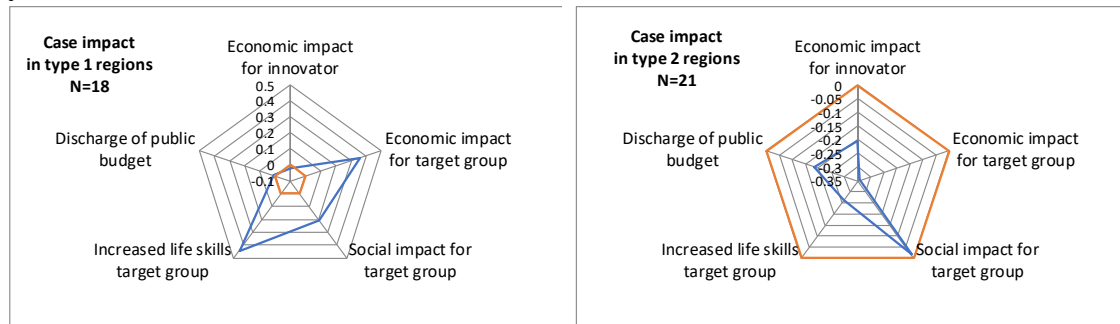 Case impact
in type 1 regions
N=18
Economic impact
for innovator
0.5
0.4
0.3
0.2
0.1
0
-0.1
Economic impact
for target group
Social impact for
target group
Increased life skills
target group
Discharge of public
budget
Case impact
in type 2 regions
N=21
Economic impact
for innovator
0
-0.05
-0.1
-0.15
-0.2
-0.25
-0.3
-0.35
Economic impact
for target group
Social impact for
target group
Increased life skills
target group
Discharge of public
budget